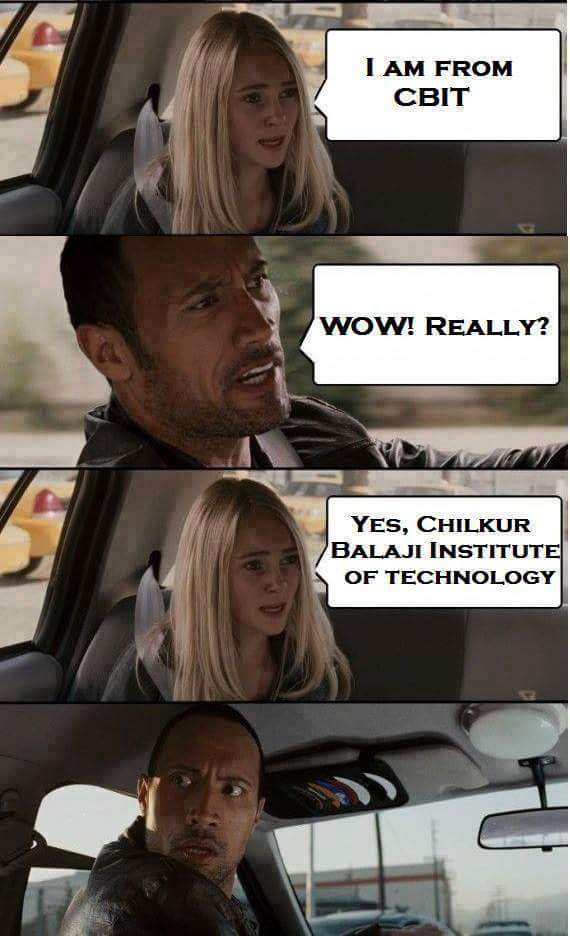 I AM FROM
CBIT
WOW! REALLY?
YES, CHILKUR
BALAJI INSTITUTE
OF TECHNOLOGY